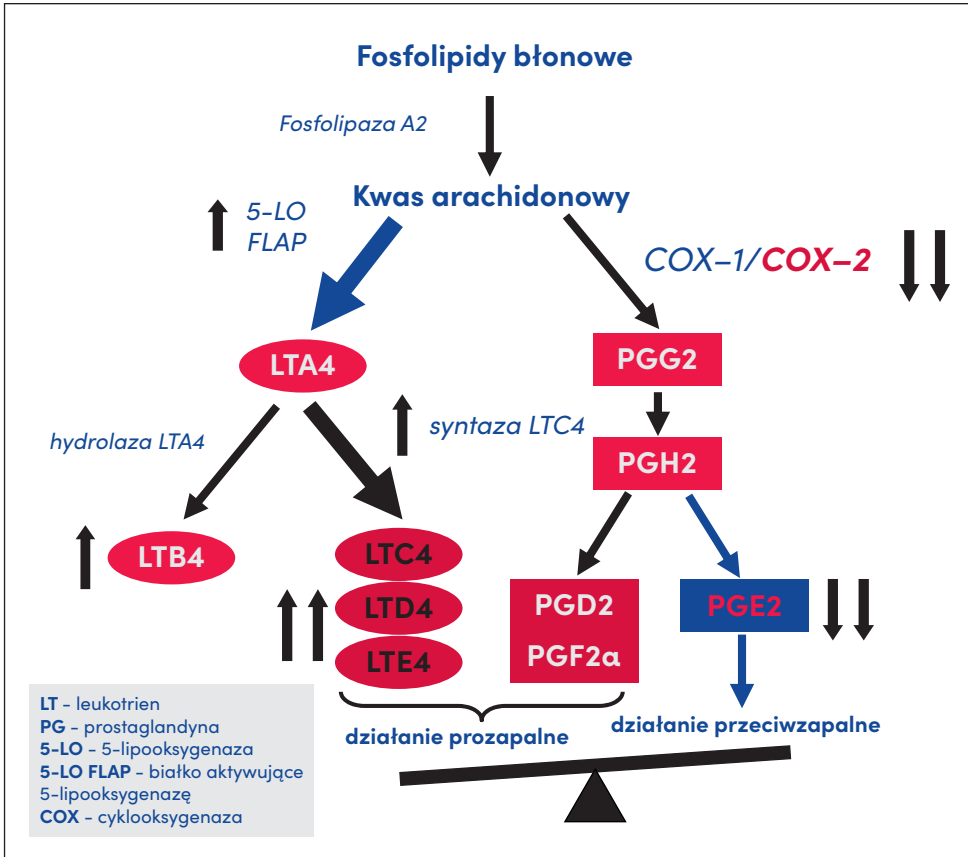 Fosfolipidy błonowe
Fosfolipaza A2
Kwas arachidonowy
5-LO
FLAP
COX–1/COX–2
LTA4
PGG2
hydrolaza LTA4
syntaza LTC4
PGH2
LTB4
LTC4
LTD4
LTE4
PGD2
PGF2α
PGE2
działanie prozapalne
działanie przeciwzapalne
LT - leukotrien
PG - prostaglandyna
5-LO - 5-lipooksygenaza
5-LO FLAP - białko aktywujące
5-lipooksygenazę
COX - cyklooksygenaza